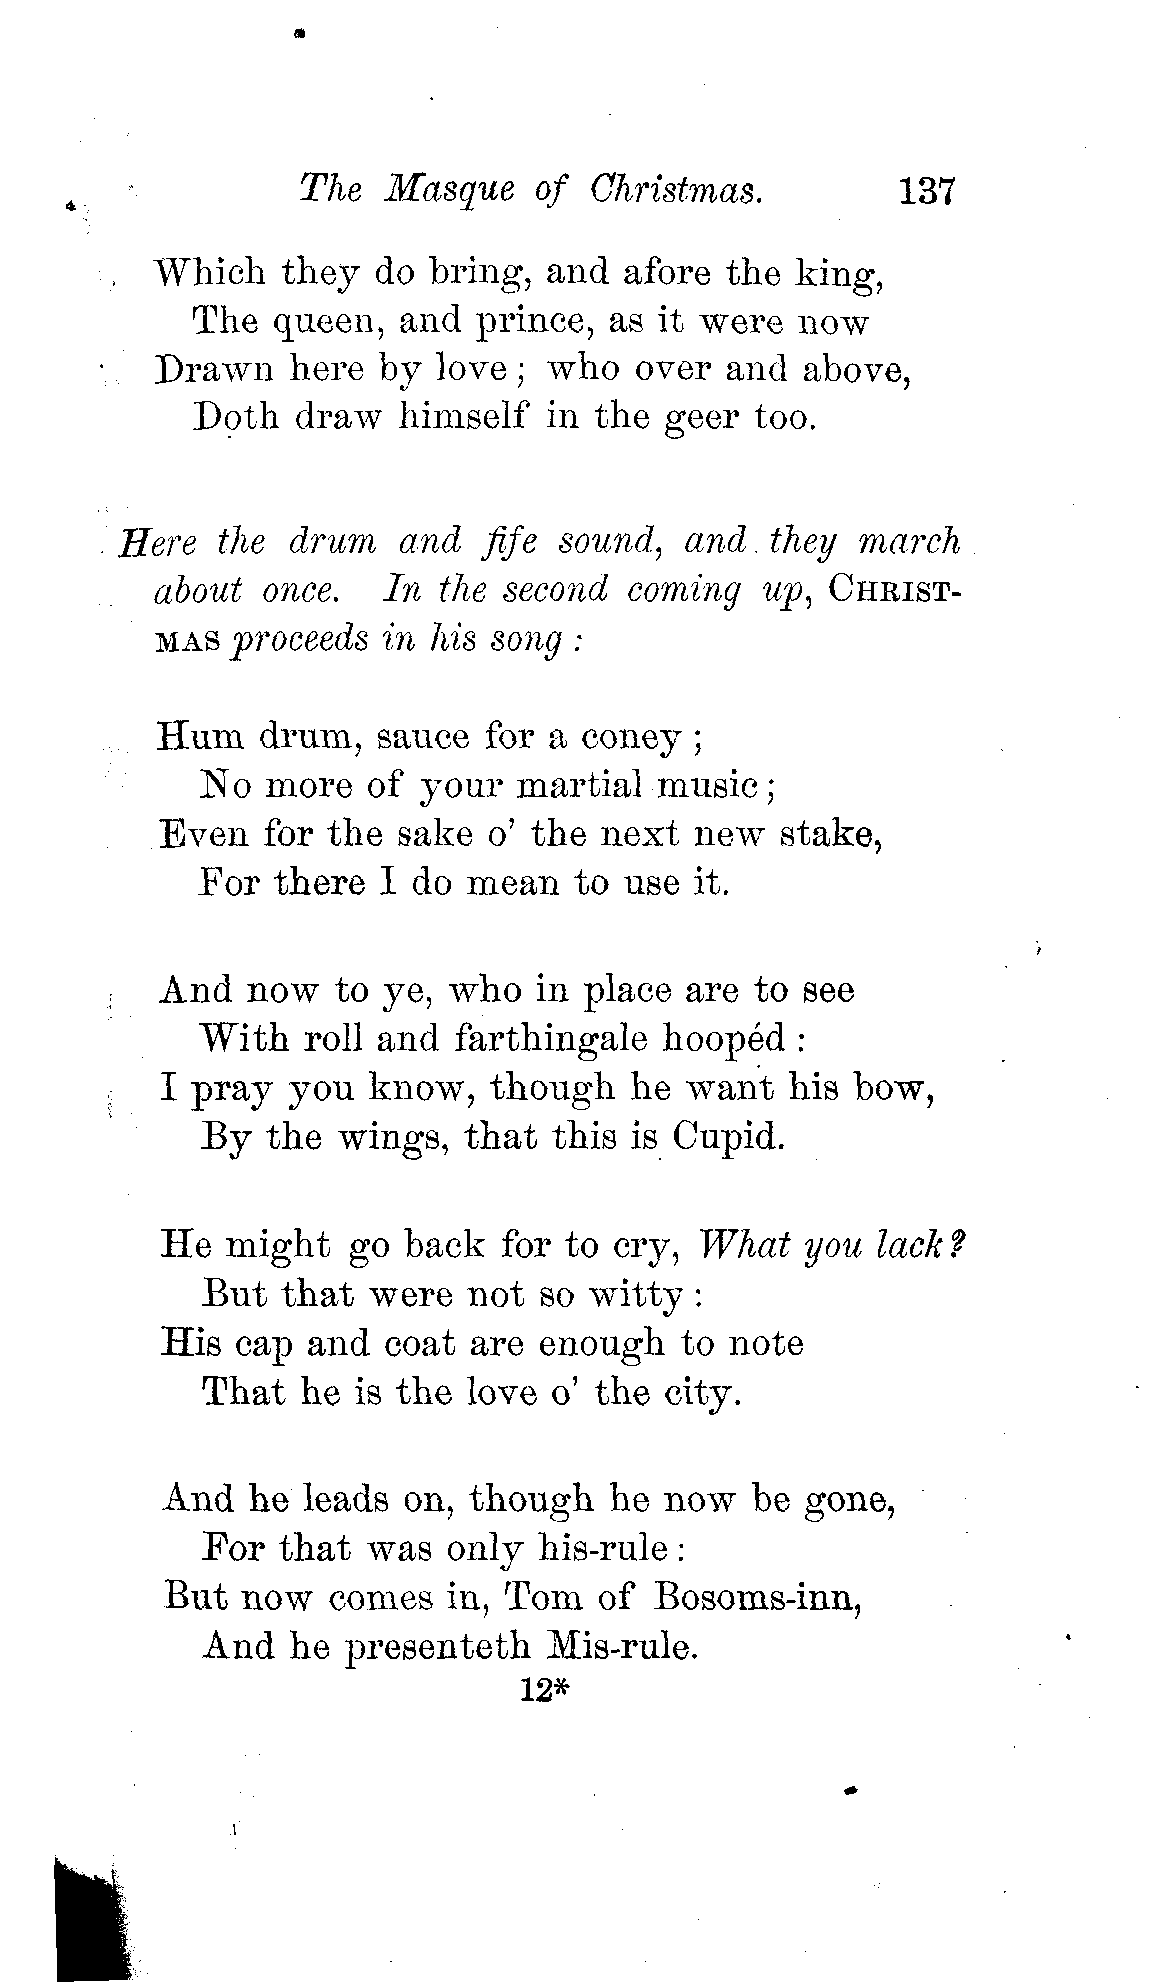 The Masque of Christmas. 137
Which they do bring, and afore the king,
The queen, and prince, as it were now
Drawn here by love ; who over and above,
Doth draw himself in the geer too.
Here the drum and fife sound, and they march
about once. In the second coming up, CHRIST-
MAS proceeds in his song :
Hum drum, sauce for a coney ;
No more of your martial music ;
Even for the sake o' the next new stake,
For there I do mean to use it.
And now to ye, who in place are to see
With roll and farthingale hoopéd :
I pray you know, though he want his bow,
By the wings, that this is Cupid.
He might go back for to cry, What you lack ?
But that were not so witty :
His cap and coat are enough to note
That he is the love o' the city.
And he leads on, though he now be gone,
For that was only his-rule :
But now comes in, Tom of Bosoms-inn,
And he presenteth Mis-rule.
12*